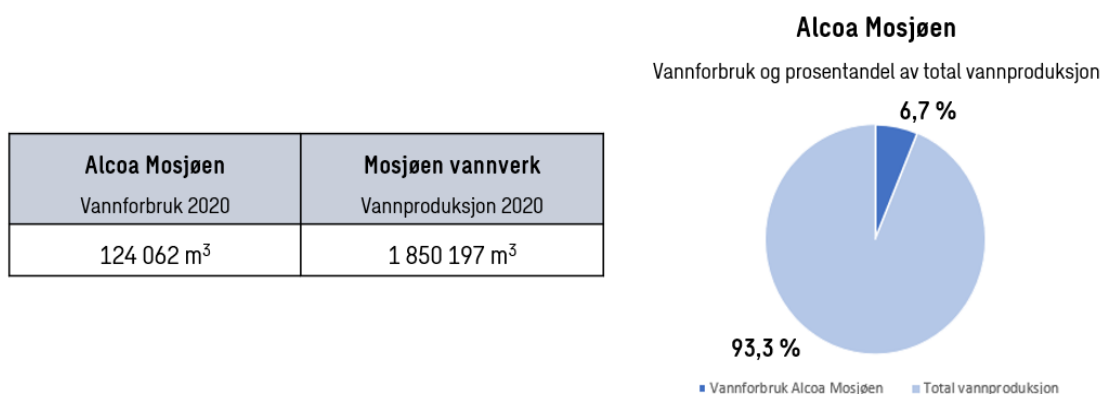 Alcoa Mosjøen
Vannforbruk og prosentandel av total vannproduksjon
6,7 %
Alcoa Mosjøen
Vannforbruk 2020
Mosjøen vannverk
Vannproduksjon 2020
124 062 m³
1 850 197 m³
93,3 %
Vannforbruk Alcoa Mosjøen
Total vannproduksjon